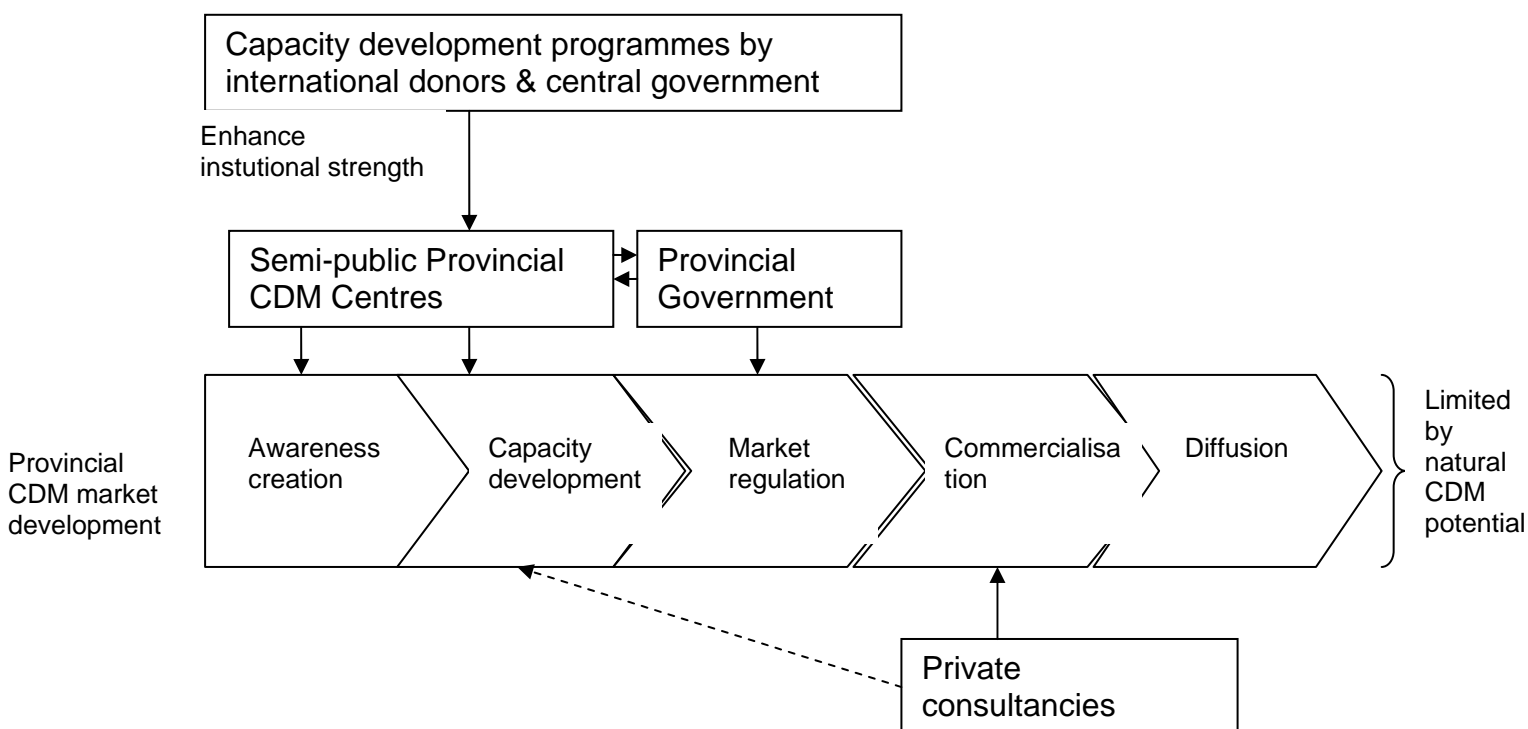 Capacity development programmes by
international donors & central government
Enhance
instutional strength
Semi-public Provincial
CDM Centres
Provincial
Government
Provincial
CDM market
development
Awareness
creation
Capacity
development
Market
regulation
Commercialisa
tion
Diffusion
Limited
by
natural
CDM
potential
Private
consultancies